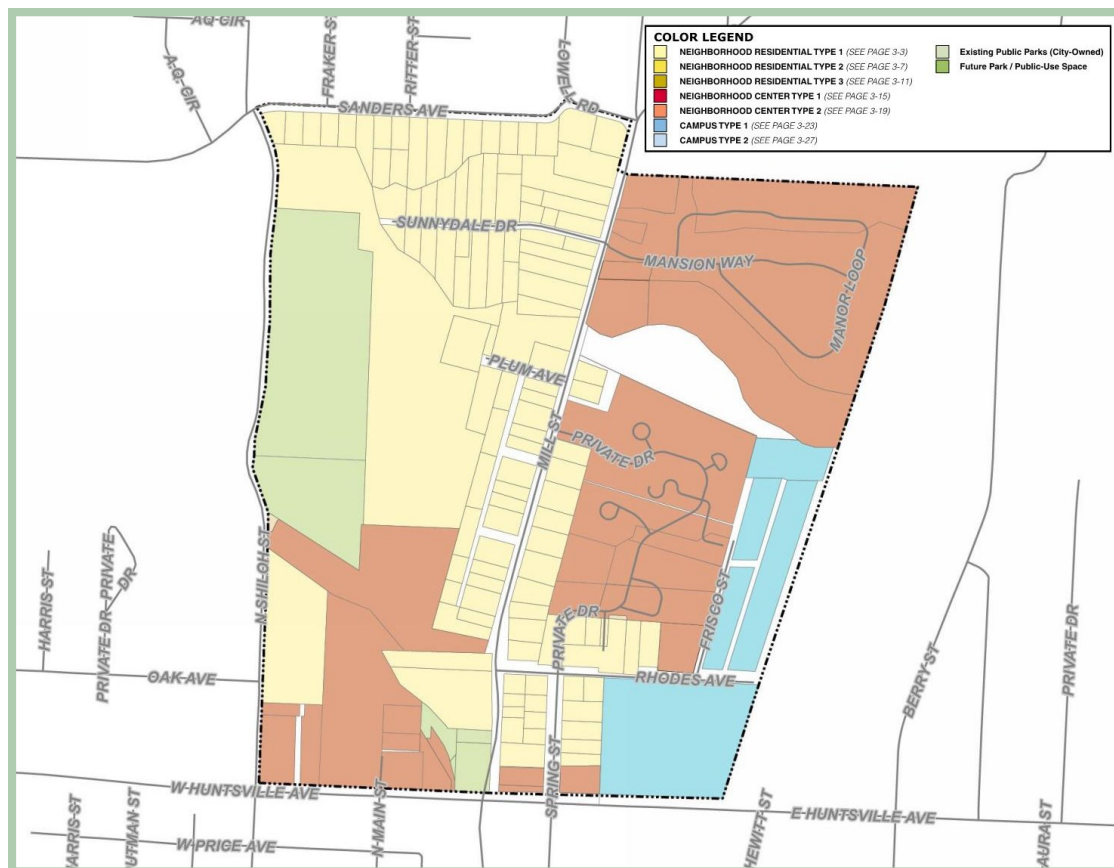 COLOR LEGEND
NEIGHBORHOOD RESIDENTIAL TYPE 1 (SEE PAGE 3-3)
NEIGHBORHOOD RESIDENTIAL TYPE 2 (SEE PAGE 3-7)
NEIGHBORHOOD RESIDENTIAL TYPE 3 (SEE PAGE 3-11)
NEIGHBORHOOD CENTER TYPE 1 (SEE PAGE 3-15)
NEIGHBORHOOD CENTER TYPE 2 (SEE PAGE 3-19)
CAMPUS TYPE 1 (SEE PAGE 3-23)
CAMPUS TYPE 2 (SEE PAGE 3-27)
Existing Public Parks (City-Owned)
Future Park / Public-Use Space
AQ CIR
A.Q. CIR
FRAKER ST
RITTER ST
LOWELL RD
SANDERS AVE
SUNNYDALE DR
MANSION WAY
MANOR LOOP
PLUM AVE
MILL ST
PRIVATE DR
N SHILOH ST
HARRIS ST
PRIVATE DR
PRIVATE DR
FRISCO ST
PRIVATE DR
BERRY ST
PRIVATE DR
OAK AVE
RHODES AVE
W HUNTSVILLE AVE
SPRING ST
E HUNTSVILLE AVE
N MAIN ST
HEWITT ST
W PRICE AVE
HARRIS ST
UTMAN ST
AURA ST